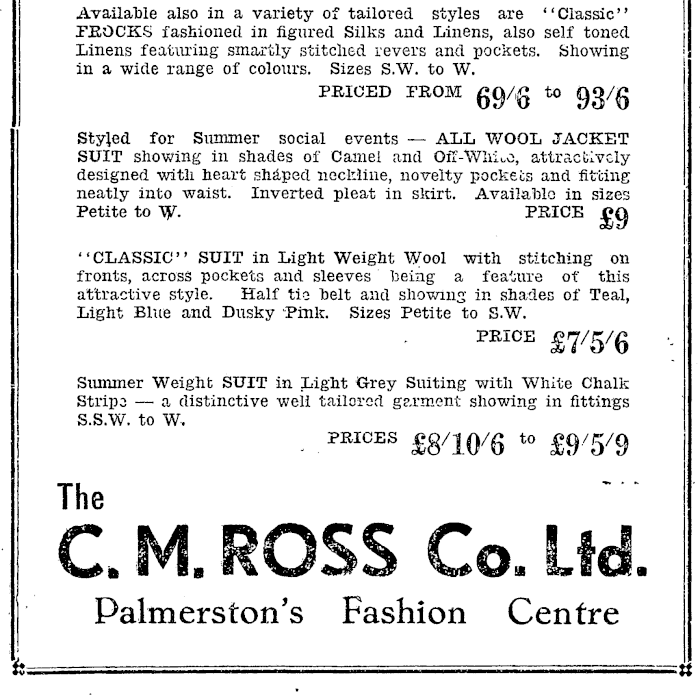 Available also in a variety of tailored styles are "Classic"
FROCKS fashioned in figured Silks and Linens, also self toned
Linens featuring smartly stitched revers and pockets. Showing
in a wide range of colours. Sizes S.W. to W.
PRICED FROM 69/6 to 93/6
Styled for Summer social events — ALL WOOL JACKET
SUIT showing in shades of Camel and Off-White, attractively
designed with heart shaped neckline, novelty pockets and fitting
neatly into waist. Inverted pleat in skirt. Available in sizes
Petite to W. PRICE £9
"CLASSIC" SUIT in Light Weight Wool with stitching on
fronts, across pockets and sleeves being a feature of this
attractive style. Half tie belt and showing in shades of Teal,
Light Blue and Dusky Pink. Sizes Petite to S.W.
PRICE £7/5/6
Summer Weight SUIT in Light Grey Suiting with White Chalk
Stripe — a distinctive well tailored garment showing in fittings
S.S.W. to W.
PRICES £8/10/6 to £9/5/9
The
C. M. ROSS Co. Ltd.
Palmerston's Fashion Centre